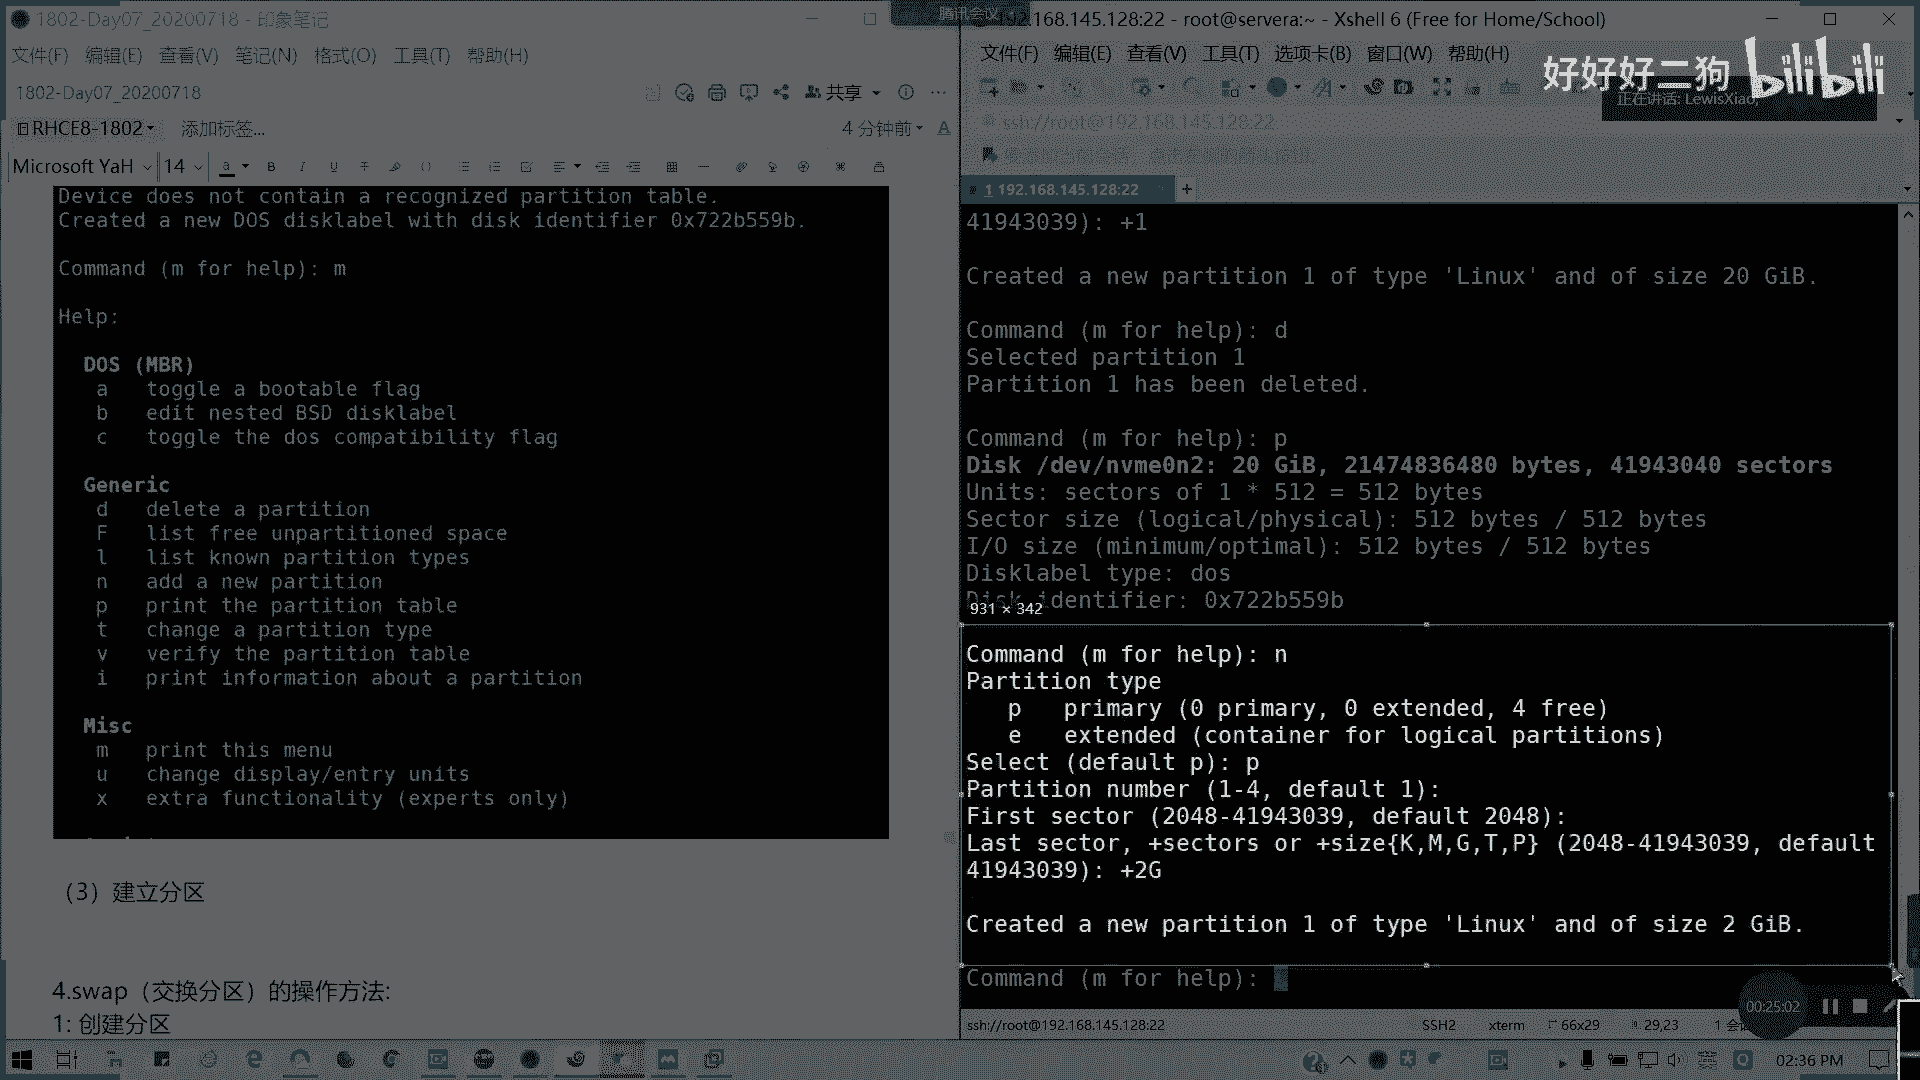 1802-Day07_20200718 - 印象笔记
文件(F) 编辑(E) 查看(V) 笔记(N) 格式(O) 工具(T) 帮助(H)
1802-Day07_20200718
共享
RHCE8-1802
添加标签...
4 分钟前
Microsoft YaH 14
Device does not contain a recognized partition table.
Created a new DOS disklabel with disk identifier 0x722b559b.
Command (m for help): m
Help:
DOS (MBR)
a toggle a bootable flag
b edit nested BSD disklabel
c toggle the dos compatibility flag
Generic
d delete a partition
F list free unpartitioned space
l list known partition types
n add a new partition
p print the partition table
t change a partition type
v verify the partition table
i print information about a partition
Misc
m print this menu
u change display/entry units
x extra functionality (experts only)
（3）建立分区
4.swap（交换分区）的操作方法:
1: 创建分区
腾讯会议
192.168.145.128:22 - root@servera:~ - Xshell 6 (Free for Home/School)
文件(F) 编辑(E) 查看(V) 工具(T) 选项卡(B) 窗口(W) 帮助(H)
好好好二狗 bilibili
正在讲话: LewisXiao;
ssh://root@192.168.145.128:22
1 192.168.145.128:22
41943039): +1
Created a new partition 1 of type 'Linux' and of size 20 GiB.
Command (m for help): d
Selected partition 1
Partition 1 has been deleted.
Command (m for help): p
Disk /dev/nvme0n2: 20 GiB, 21474836480 bytes, 41943040 sectors
Units: sectors of 1 * 512 = 512 bytes
Sector size (logical/physical): 512 bytes / 512 bytes
I/O size (minimum/optimal): 512 bytes / 512 bytes
Disklabel type: dos
Disk identifier: 0x722b559b
931 × 342
Command (m for help): n
Partition type
p primary (0 primary, 0 extended, 4 free)
e extended (container for logical partitions)
Select (default p): p
Partition number (1-4, default 1):
First sector (2048-41943039, default 2048):
Last sector, +sectors or +size{K,M,G,T,P} (2048-41943039, default
41943039): +2G
Created a new partition 1 of type 'Linux' and of size 2 GiB.
Command (m for help):
00:25:02
ssh://root@192.168.145.128:22 SSH2 xterm 66x29 29,23
02:36 PM